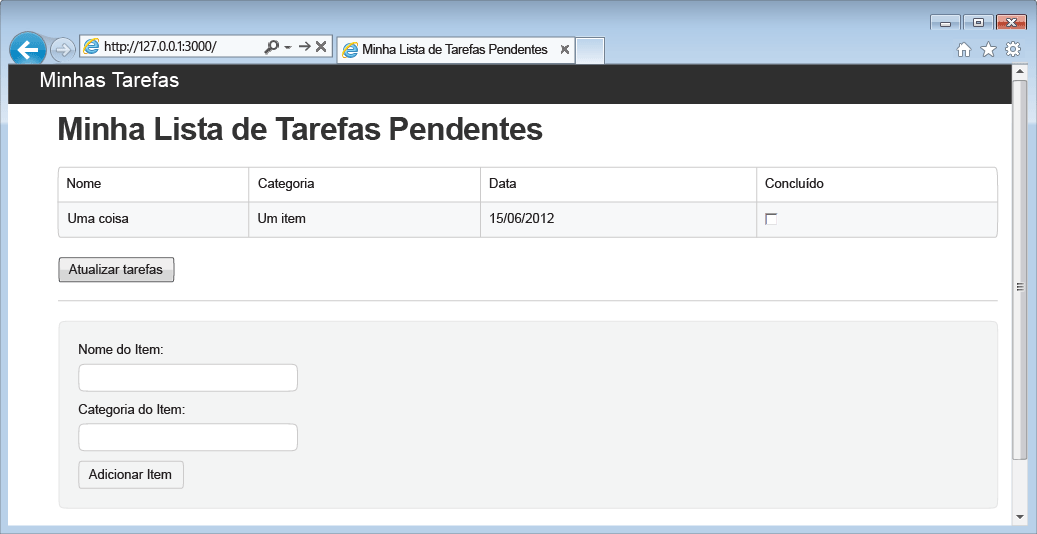 http://127.0.0.1:3000/
Minha Lista de Tarefas Pendentes
Minhas Tarefas
Minha Lista de Tarefas Pendentes
Nome Categoria Data Concluído
Uma coisa Um item 15/06/2012
Atualizar tarefas
Nome do Item:
Categoria do Item:
Adicionar Item